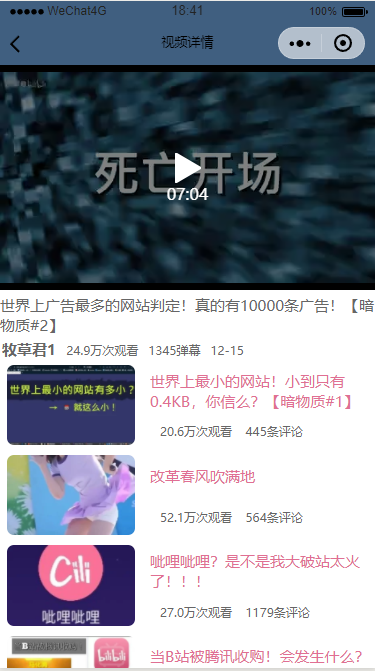 WeChat4G 18:41 100%
视频详情
bilibili
死亡开场
07:04
世界上广告最多的网站判定！真的有10000条广告！【暗
物质#2】
牧草君1 24.9万次观看 1345弹幕 12-15
世界上最小的网站有多小？
→ 就这么小！
世界上最小的网站！小到只有
0.4KB，你信么？【暗物质#1】
20.6万次观看 445条评论
改革春风吹满地
52.1万次观看 564条评论
Cili
呲哩呲哩
呲哩呲哩？是不是我大破站太火
了！！！
27.0万次观看 1179条评论
bilibili
当B站被腾讯收购！会发生什么？